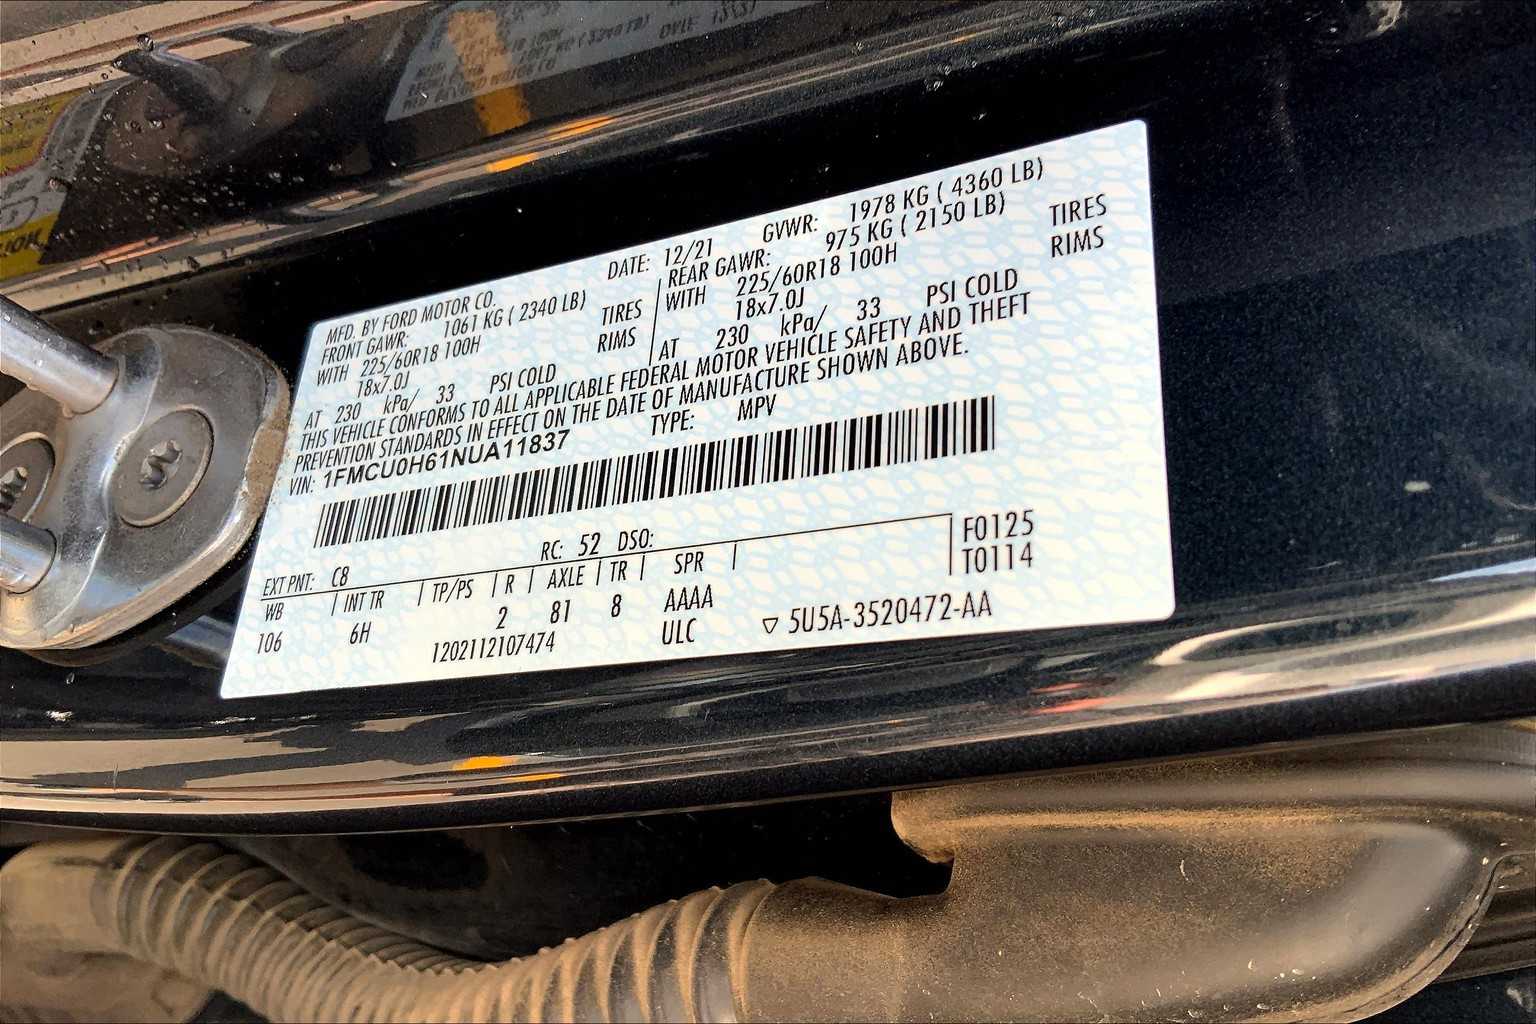 MFD. BY FORD MOTOR CO. DATE: 12/21 GVWR: 1978 KG ( 4360 LB)
FRONT GAWR: 1061 KG ( 2340 LB) REAR GAWR: 975 KG ( 2150 LB)
WITH 225/60R18 100H TIRES WITH 225/60R18 100H TIRES
18x7.0J RIMS 18x7.0J RIMS
AT 230 kPa/ 33 PSI COLD AT 230 kPa/ 33 PSI COLD
THIS VEHICLE CONFORMS TO ALL APPLICABLE FEDERAL MOTOR VEHICLE SAFETY AND THEFT
PREVENTION STANDARDS IN EFFECT ON THE DATE OF MANUFACTURE SHOWN ABOVE.
VIN: 1FMCU0H61NUA11837 TYPE: MPV
EXT PNT: C8 RC: 52 DSO: F0125
WB INT TR TP/PS R AXLE TR SPR T0114
106 6H 2 81 8 AAAA
1202112107474 ULC ▽ 5U5A-3520472-AA